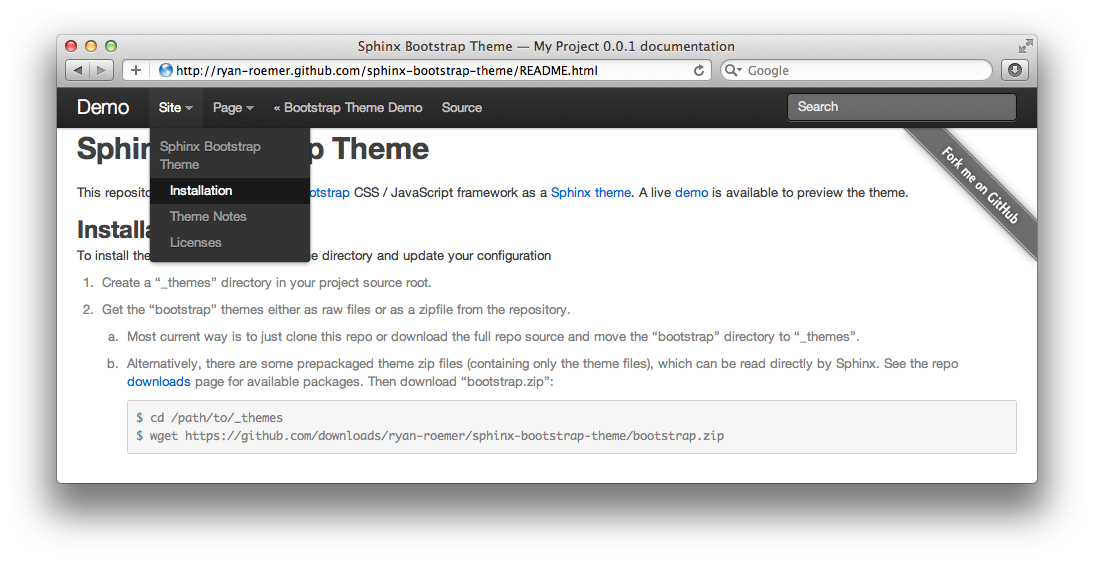 Sphinx Bootstrap Theme — My Project 0.0.1 documentation
http://ryan-roemer.github.com/sphinx-bootstrap-theme/README.html
Google
Demo Site Page « Bootstrap Theme Demo Source Search
Sphinx Bootstrap
Theme
Installation
Theme Notes
Licenses
Sphin p Theme
This reposito otstrap CSS / JavaScript framework as a Sphinx theme. A live demo is available to preview the theme.
Fork me on GitHub
Installa
To install the e directory and update your configuration
1. Create a “_themes” directory in your project source root.
2. Get the “bootstrap” themes either as raw files or as a zipfile from the repository.
a. Most current way is to just clone this repo or download the full repo source and move the “bootstrap” directory to “_themes”.
b. Alternatively, there are some prepackaged theme zip files (containing only the theme files), which can be read directly by Sphinx. See the repo
downloads page for available packages. Then download “bootstrap.zip”:
$ cd /path/to/_themes
$ wget https://github.com/downloads/ryan-roemer/sphinx-bootstrap-theme/bootstrap.zip